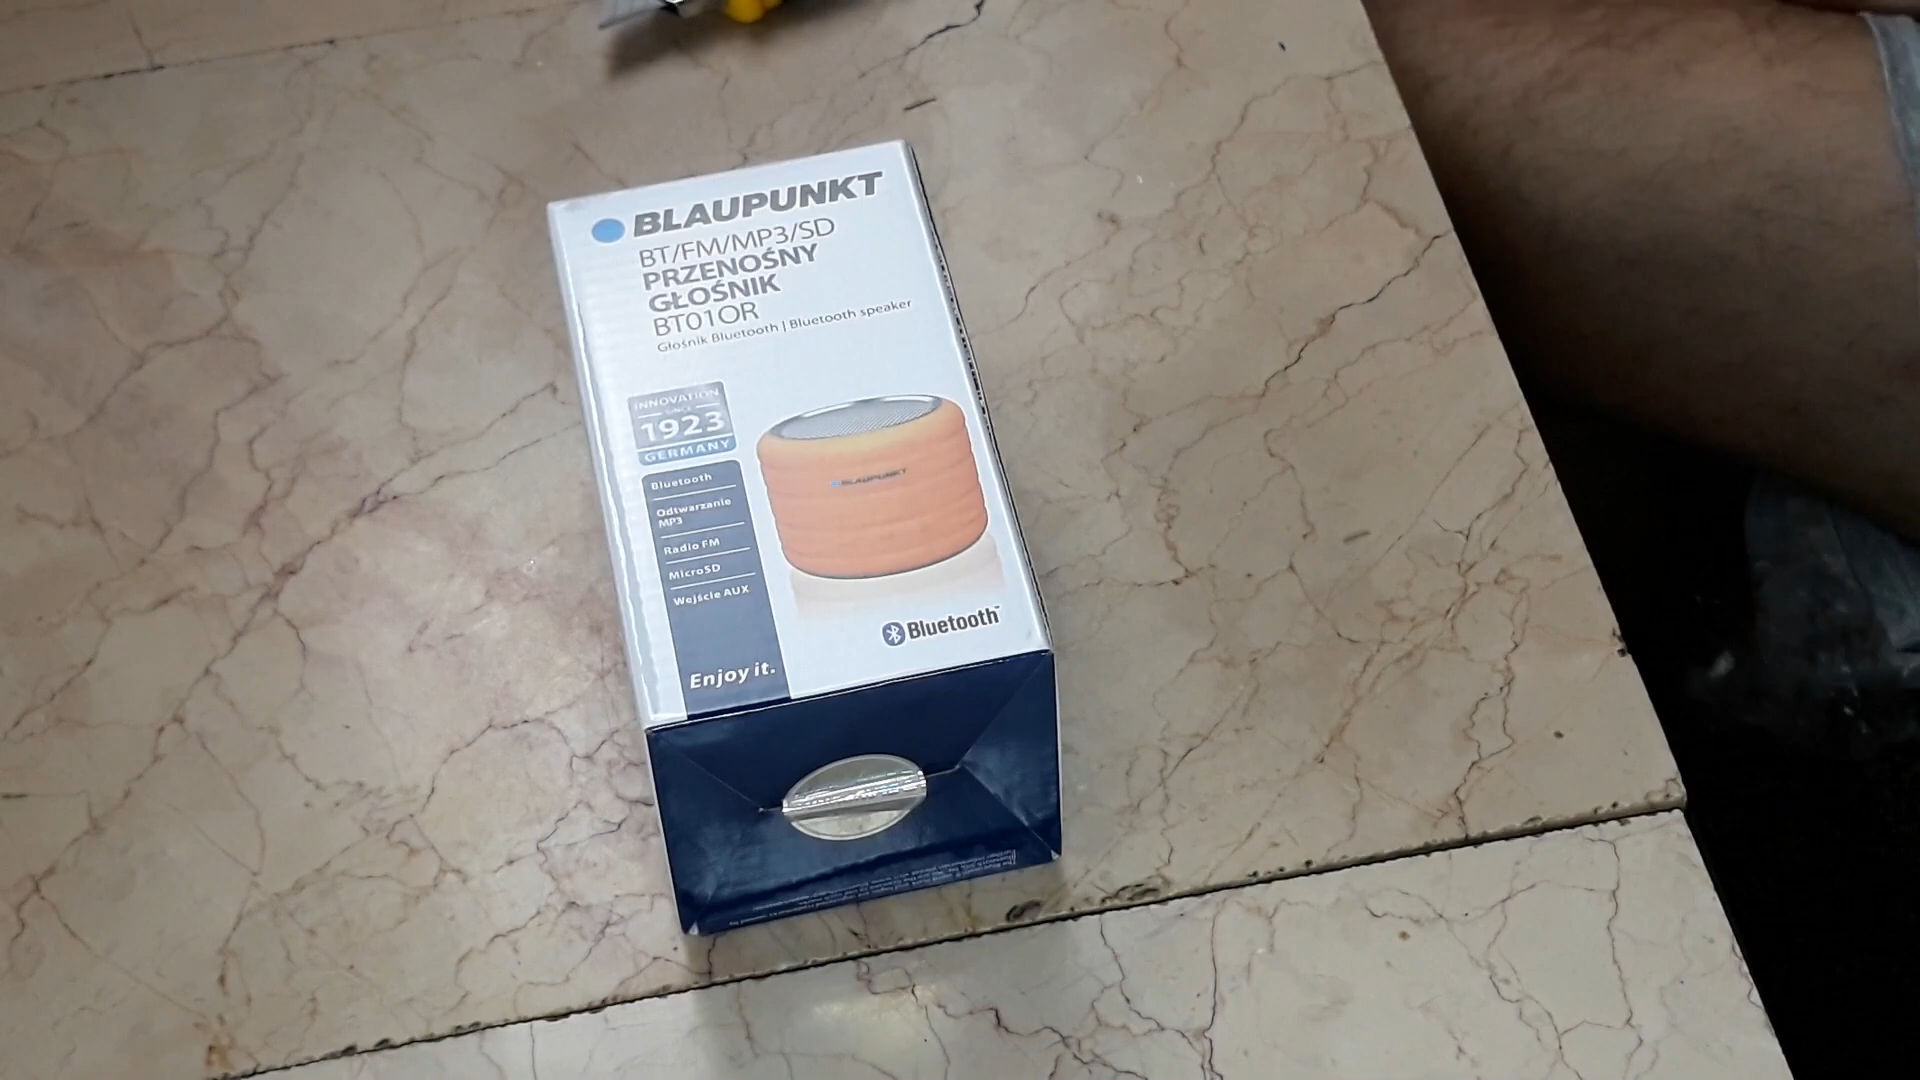 BLAUPUNKT
BT/FM/MP3/SD
PRZENOŚNY
GŁOŚNIK
BT01OR
Głośnik Bluetooth | Bluetooth speaker
INNOVATION
SINCE
1923
GERMANY
Bluetooth
Odtwarzanie
MP3
Radio FM
MicroSD
Wejście AUX
Enjoy it.
BLAUPUNKT
Bluetooth™